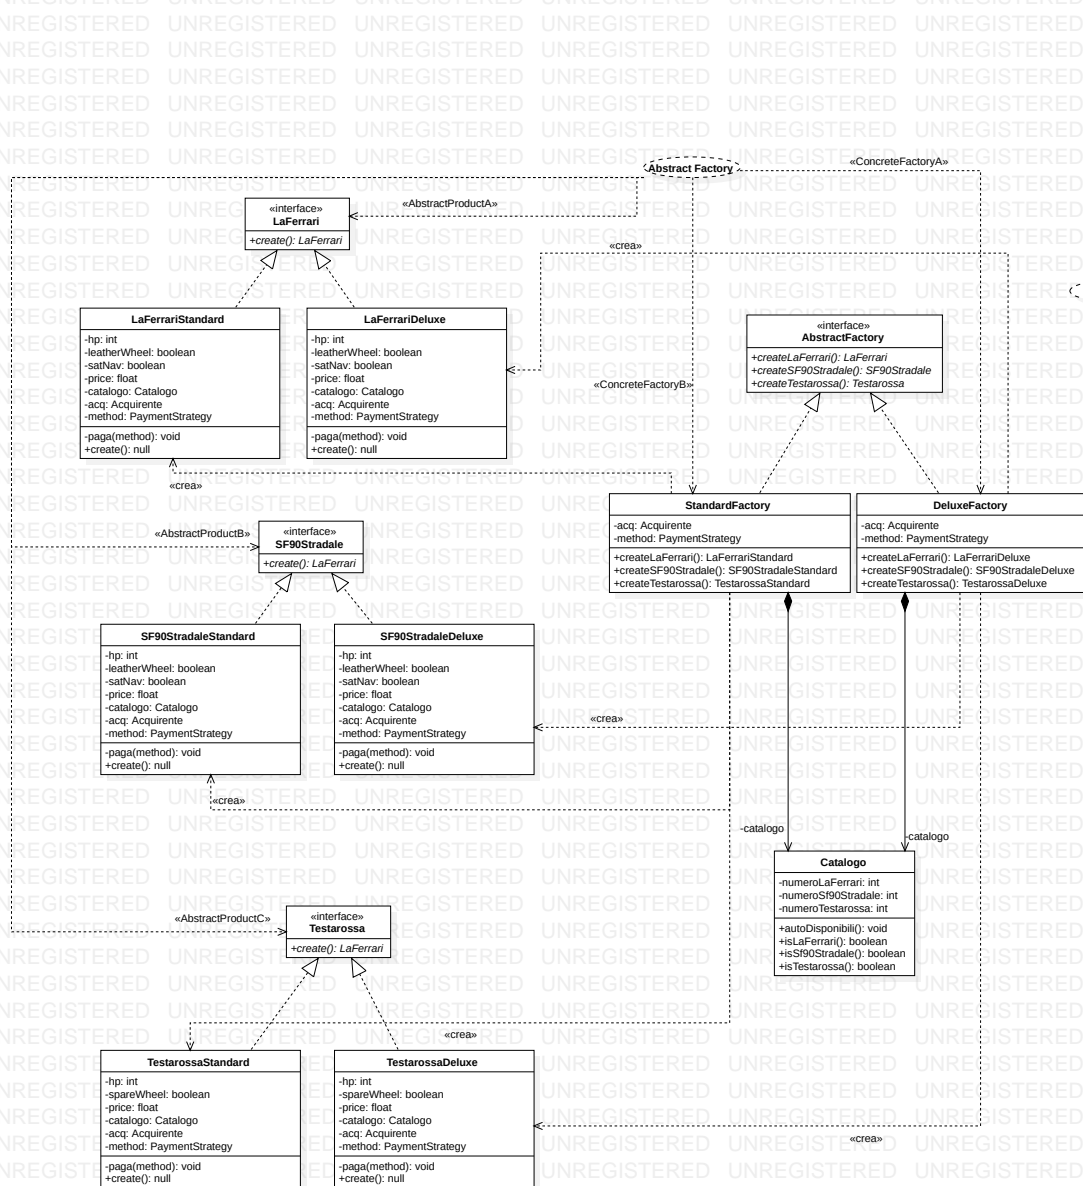 Abstract Factory
«ConcreteFactoryA»
«AbstractProductA»
«interface»
LaFerrari
+create(): LaFerrari
«crea»
LaFerrariStandard
-hp: int
-leatherWheel: boolean
-satNav: boolean
-price: float
-catalogo: Catalogo
-acq: Acquirente
-method: PaymentStrategy
-paga(method): void
+create(): null
LaFerrariDeluxe
-hp: int
-leatherWheel: boolean
-satNav: boolean
-price: float
-catalogo: Catalogo
-acq: Acquirente
-method: PaymentStrategy
-paga(method): void
+create(): null
«interface»
AbstractFactory
+createLaFerrari(): LaFerrari
+createSF90Stradale(): SF90Stradale
+createTestarossa(): Testarossa
«ConcreteFactoryB»
«crea»
StandardFactory
-acq: Acquirente
-method: PaymentStrategy
+createLaFerrari(): LaFerrariStandard
+createSF90Stradale(): SF90StradaleStandard
+createTestarossa(): TestarossaStandard
DeluxeFactory
-acq: Acquirente
-method: PaymentStrategy
+createLaFerrari(): LaFerrariDeluxe
+createSF90Stradale(): SF90StradaleDeluxe
+createTestarossa(): TestarossaDeluxe
«AbstractProductB»
«interface»
SF90Stradale
+create(): LaFerrari
SF90StradaleStandard
-hp: int
-leatherWheel: boolean
-satNav: boolean
-price: float
-catalogo: Catalogo
-acq: Acquirente
-method: PaymentStrategy
-paga(method): void
+create(): null
SF90StradaleDeluxe
-hp: int
-leatherWheel: boolean
-satNav: boolean
-price: float
-catalogo: Catalogo
-acq: Acquirente
-method: PaymentStrategy
-paga(method): void
+create(): null
«crea»
«crea»
-catalogo
-catalogo
Catalogo
-numeroLaFerrari: int
-numeroSf90Stradale: int
-numeroTestarossa: int
+autoDisponibili(): void
+isLaFerrari(): boolean
+isSf90Stradale(): boolean
+isTestarossa(): boolean
«AbstractProductC»
«interface»
Testarossa
+create(): LaFerrari
«crea»
TestarossaStandard
-hp: int
-spareWheel: boolean
-price: float
-catalogo: Catalogo
-acq: Acquirente
-method: PaymentStrategy
-paga(method): void
+create(): null
TestarossaDeluxe
-hp: int
-spareWheel: boolean
-price: float
-catalogo: Catalogo
-acq: Acquirente
-method: PaymentStrategy
-paga(method): void
+create(): null
«crea»